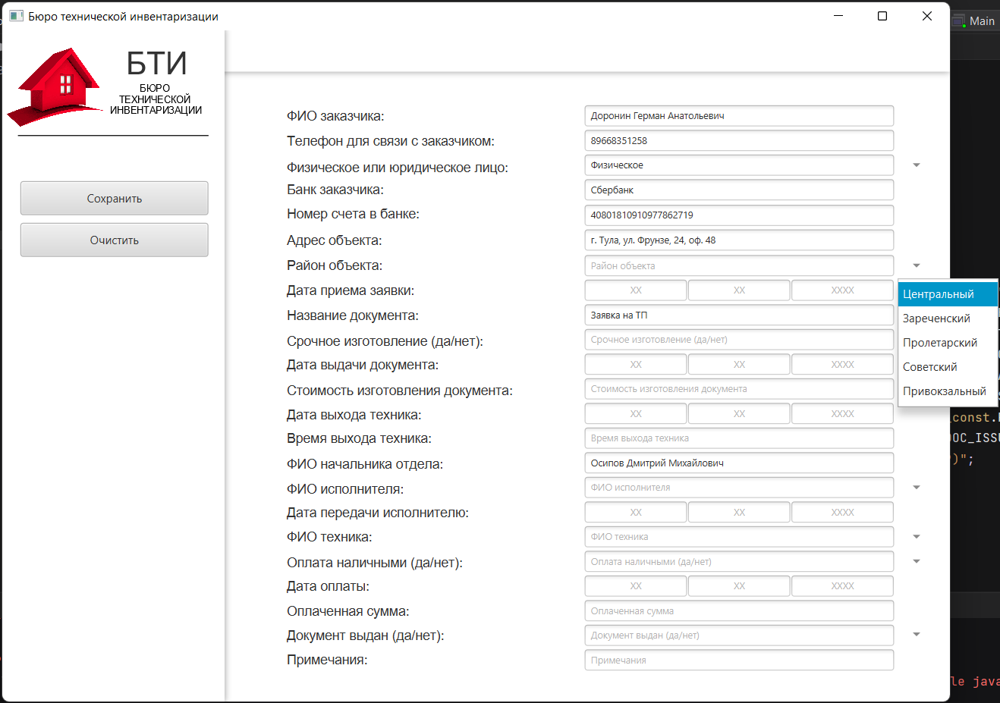 Бюро технической инвентаризации
Main
БТИ
БЮРО
ТЕХНИЧЕСКОЙ
ИНВЕНТАРИЗАЦИИ
Сохранить
Очистить
ФИО заказчика: Доронин Герман Анатольевич
Телефон для связи с заказчиком: 89668351258
Физическое или юридическое лицо: Физическое
Банк заказчика: Сбербанк
Номер счета в банке: 40801810910977862719
Адрес объекта: г. Тула, ул. Фрунзе, 24, оф. 48
Район объекта: Район объекта
Дата приема заявки: XX XX XXXX
Название документа: Заявка на ТП
Срочное изготовление (да/нет): Срочное изготовление (да/нет)
Дата выдачи документа: XX XX XXXX
Стоимость изготовления документа: Стоимость изготовления документа
Дата выхода техника: XX XX XXXX
Время выхода техника: Время выхода техника
ФИО начальника отдела: Осипов Дмитрий Михайлович
ФИО исполнителя: ФИО исполнителя
Дата передачи исполнителю: XX XX XXXX
ФИО техника: ФИО техника
Оплата наличными (да/нет): Оплата наличными (да/нет)
Дата оплаты: XX XX XXXX
Оплаченная сумма: Оплаченная сумма
Документ выдан (да/нет): Документ выдан (да/нет)
Примечания: Примечания
Центральный
Зареченский
Пролетарский
Советский
Привокзальный
const.
OC_ISSU
)";
le java